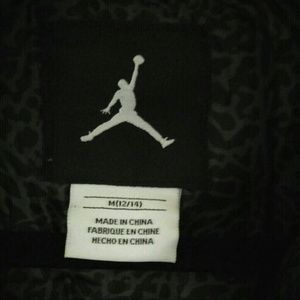 M(12/14)
MADE IN CHINA
FABRIQUE EN CHINE
HECHO EN CHINA